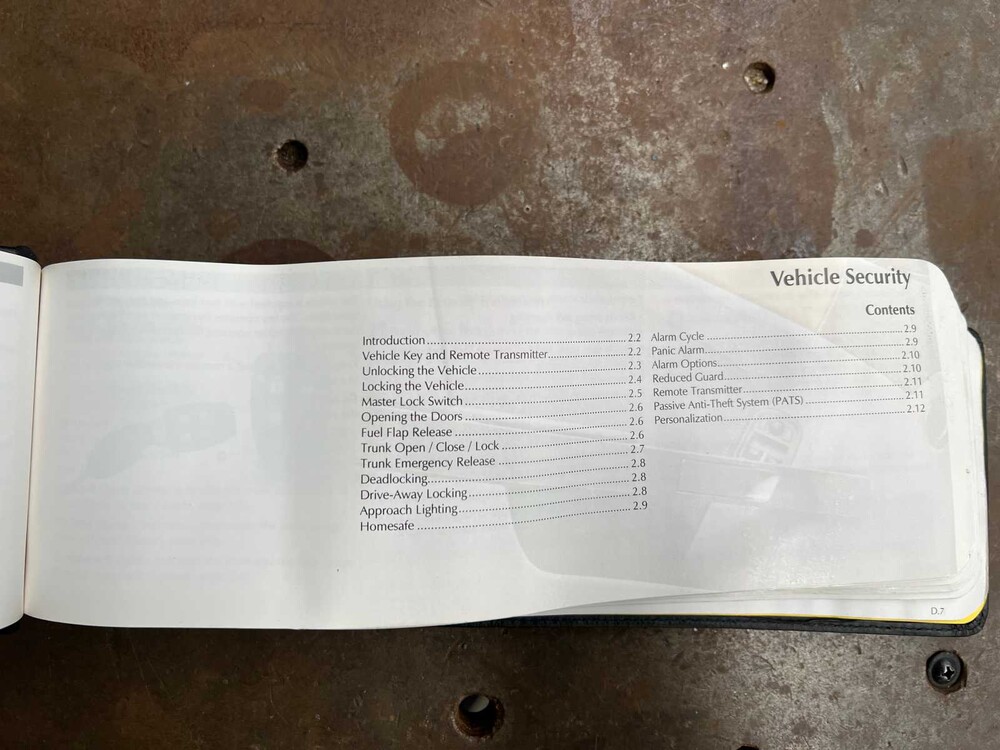 Vehicle Security
Contents
Introduction.......................................................... 2.2
Vehicle Key and Remote Transmitter....................... 2.2
Unlocking the Vehicle............................................ 2.3
Locking the Vehicle............................................... 2.4
Master Lock Switch............................................... 2.5
Opening the Doors................................................ 2.6
Fuel Flap Release .................................................. 2.6
Trunk Open / Close / Lock ..................................... 2.6
Trunk Emergency Release ...................................... 2.7
Deadlocking.......................................................... 2.8
Drive-Away Locking.............................................. 2.8
Approach Lighting................................................. 2.8
Homesafe ............................................................. 2.9
Alarm Cycle .......................................................... 2.9
Panic Alarm........................................................... 2.9
Alarm Options....................................................... 2.10
Reduced Guard...................................................... 2.10
Remote Transmitter................................................ 2.11
Passive Anti-Theft System (PATS) ............................ 2.11
Personalization...................................................... 2.12
D.7